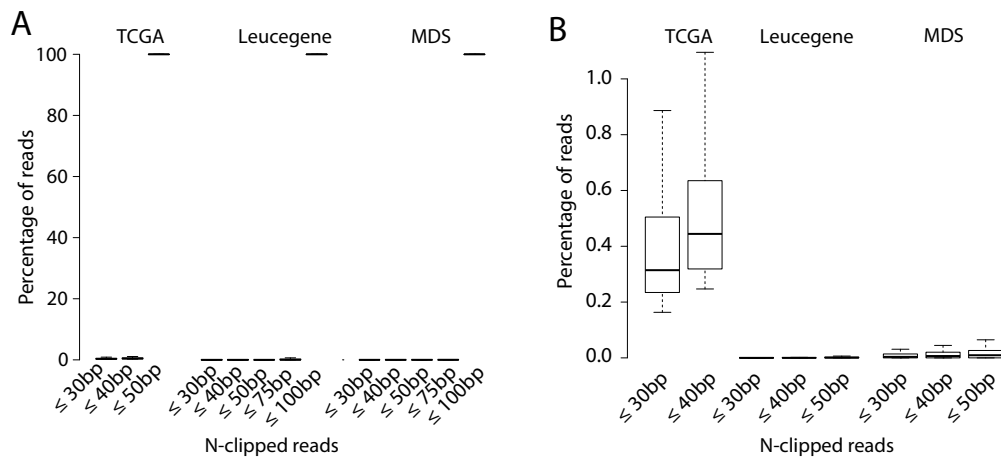 A
TCGA
Leucegene
MDS
Percentage of reads
100
80
60
40
20
0
≤ 30bp
≤ 40bp
≤ 50bp
≤ 30bp
≤ 40bp
≤ 50bp
≤ 75bp
≤ 100bp
≤ 30bp
≤ 40bp
≤ 50bp
≤ 75bp
≤ 100bp
N-clipped reads
B
TCGA
Leucegene
MDS
Percentage of reads
1.0
0.8
0.6
0.4
0.2
0.0
≤ 30bp
≤ 40bp
≤ 30bp
≤ 40bp
≤ 50bp
≤ 30bp
≤ 40bp
≤ 50bp
N-clipped reads